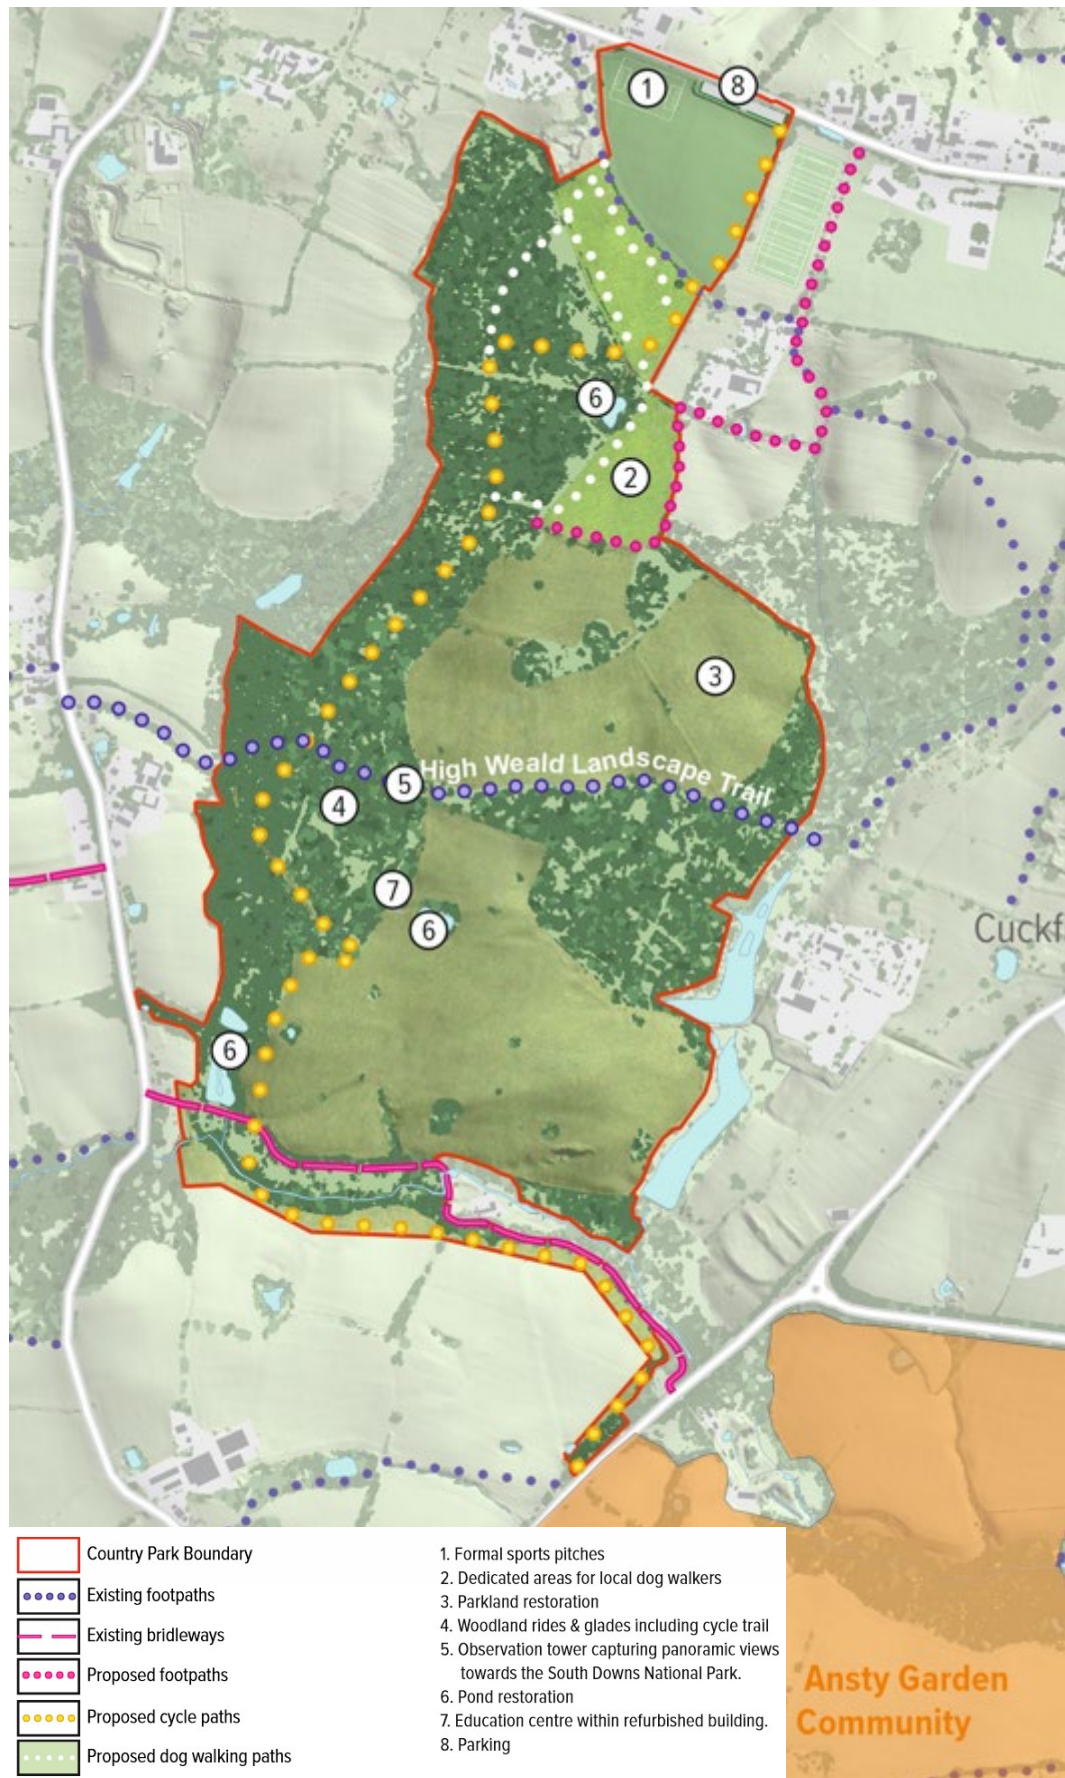 1
8
6
2
3
High Weald Landscape Trail
5
4
7
6
Cuckf
6
Country Park Boundary
Existing footpaths
Existing bridleways
Proposed footpaths
Proposed cycle paths
Proposed dog walking paths
1. Formal sports pitches
2. Dedicated areas for local dog walkers
3. Parkland restoration
4. Woodland rides & glades including cycle trail
5. Observation tower capturing panoramic views
towards the South Downs National Park.
6. Pond restoration
7. Education centre within refurbished building.
8. Parking
Ansty Garden
Community